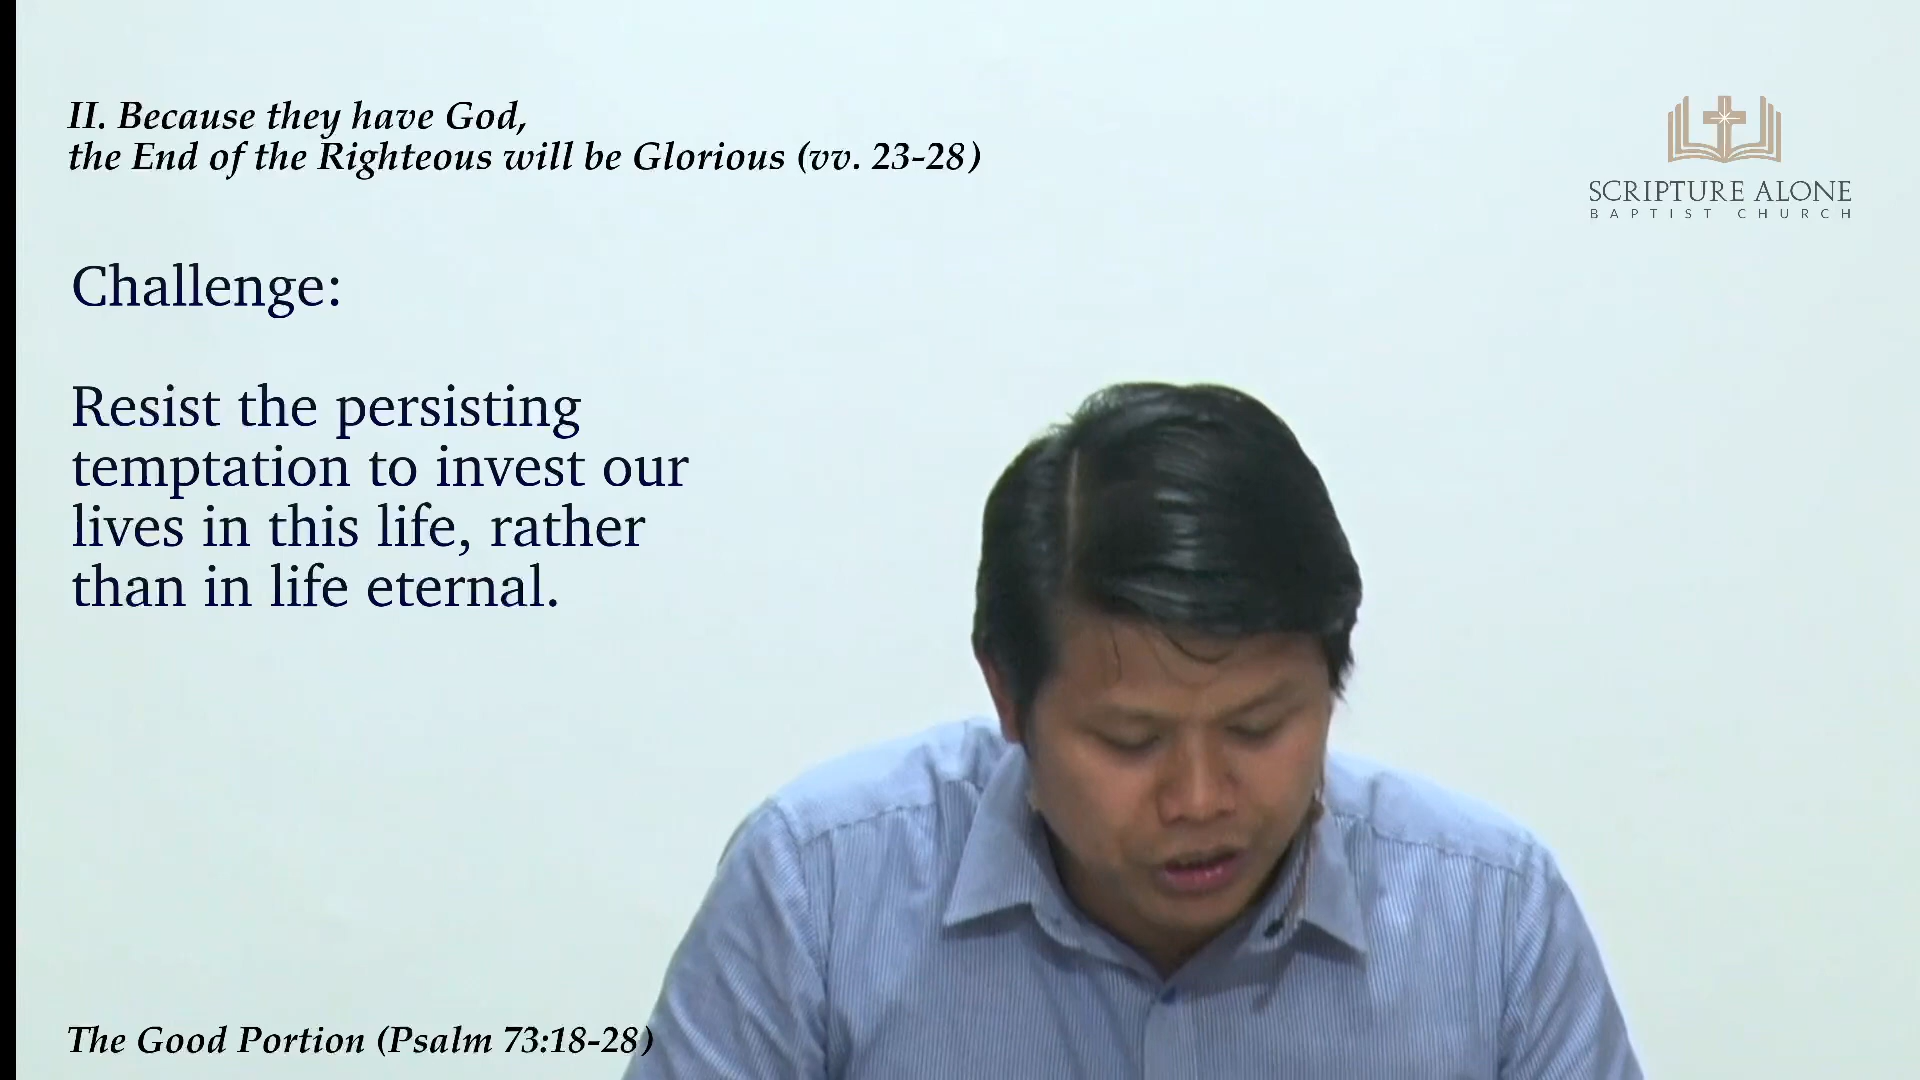 II. Because they have God,
the End of the Righteous will be Glorious (vv. 23-28)
SCRIPTURE ALONE
BAPTIST CHURCH
Challenge:
Resist the persisting
temptation to invest our
lives in this life, rather
than in life eternal.
The Good Portion (Psalm 73:18-28)